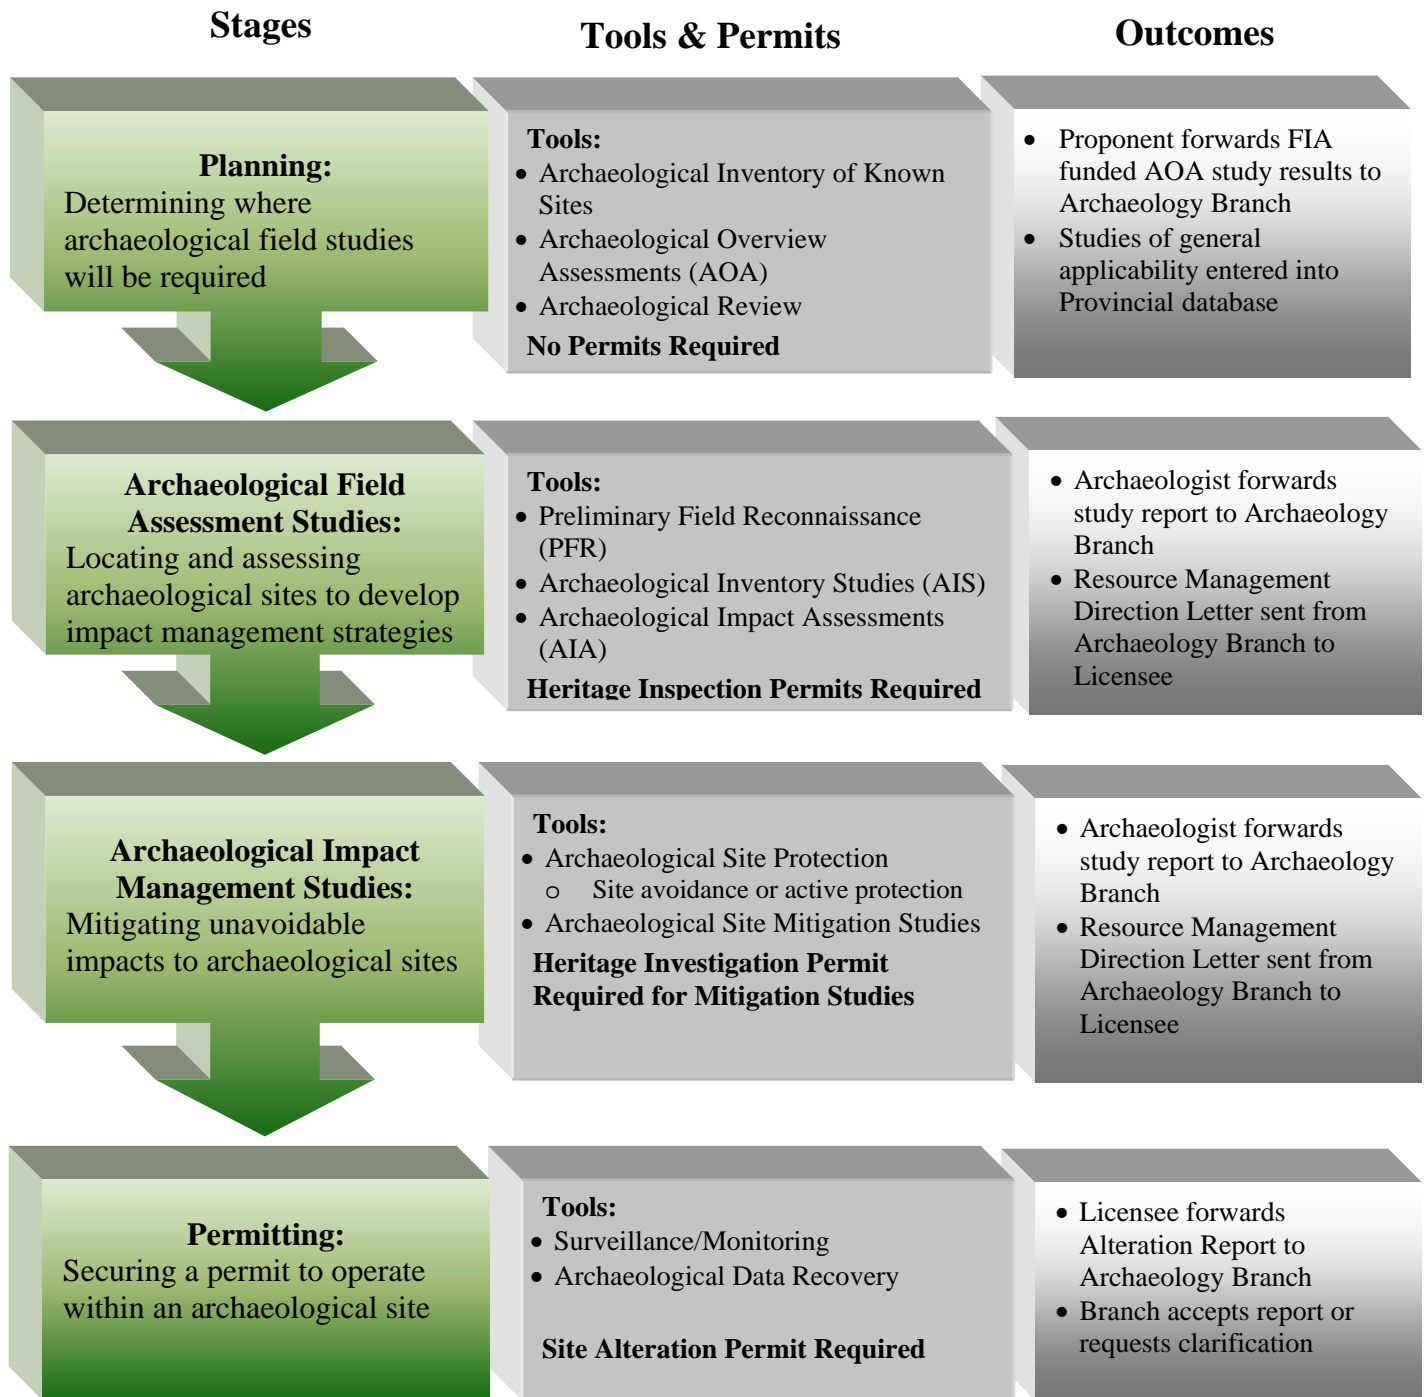 Stages
Tools & Permits
Outcomes
Planning:
Determining where
archaeological field studies
will be required
Tools:
• Archaeological Inventory of Known
Sites
• Archaeological Overview
Assessments (AOA)
• Archaeological Review
No Permits Required
• Proponent forwards FIA
funded AOA study results to
Archaeology Branch
• Studies of general
applicability entered into
Provincial database
Archaeological Field
Assessment Studies:
Locating and assessing
archaeological sites to develop
impact management strategies
Tools:
• Preliminary Field Reconnaissance
(PFR)
• Archaeological Inventory Studies (AIS)
• Archaeological Impact Assessments
(AIA)
Heritage Inspection Permits Required
• Archaeologist forwards
study report to Archaeology
Branch
• Resource Management
Direction Letter sent from
Archaeology Branch to
Licensee
Archaeological Impact
Management Studies:
Mitigating unavoidable
impacts to archaeological sites
Tools:
• Archaeological Site Protection
o Site avoidance or active protection
• Archaeological Site Mitigation Studies
Heritage Investigation Permit
Required for Mitigation Studies
• Archaeologist forwards
study report to Archaeology
Branch
• Resource Management
Direction Letter sent from
Archaeology Branch to
Licensee
Permitting:
Securing a permit to operate
within an archaeological site
Tools:
• Surveillance/Monitoring
• Archaeological Data Recovery
Site Alteration Permit Required
• Licensee forwards
Alteration Report to
Archaeology Branch
• Branch accepts report or
requests clarification